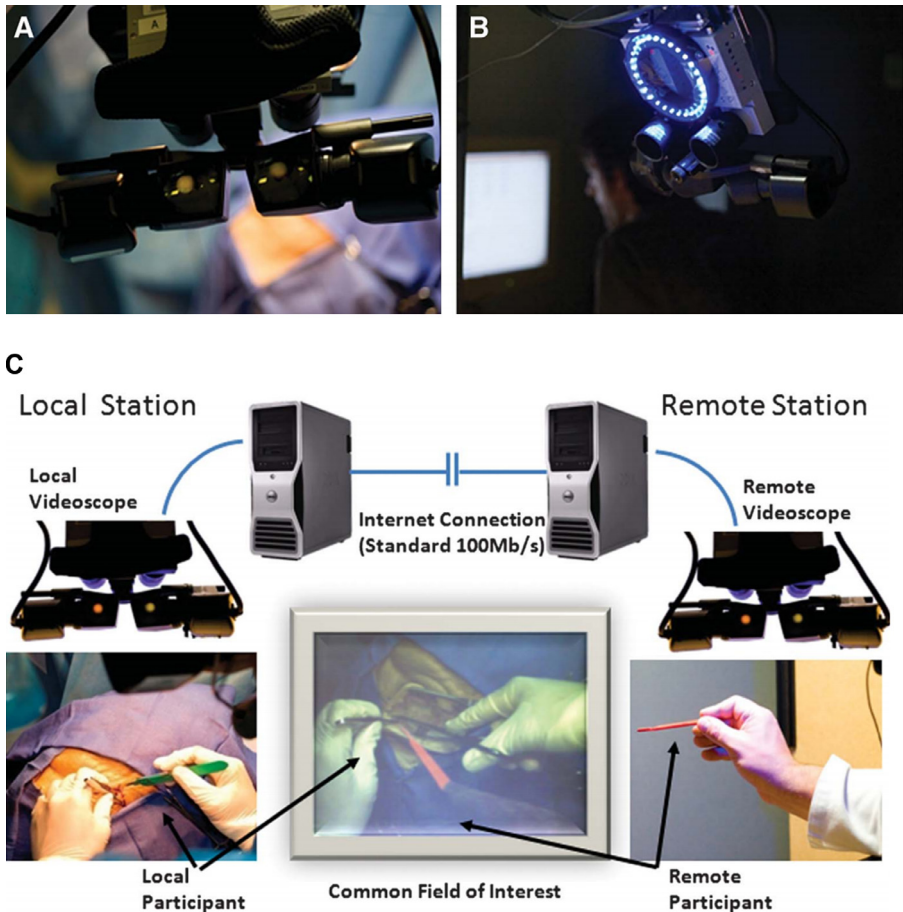 A
A
B
C
Local Station
Remote Station
Local
Videoscope
Remote
Videoscope
Internet Connection
(Standard 100Mb/s)
Local
Participant
Common Field of Interest
Remote
Participant